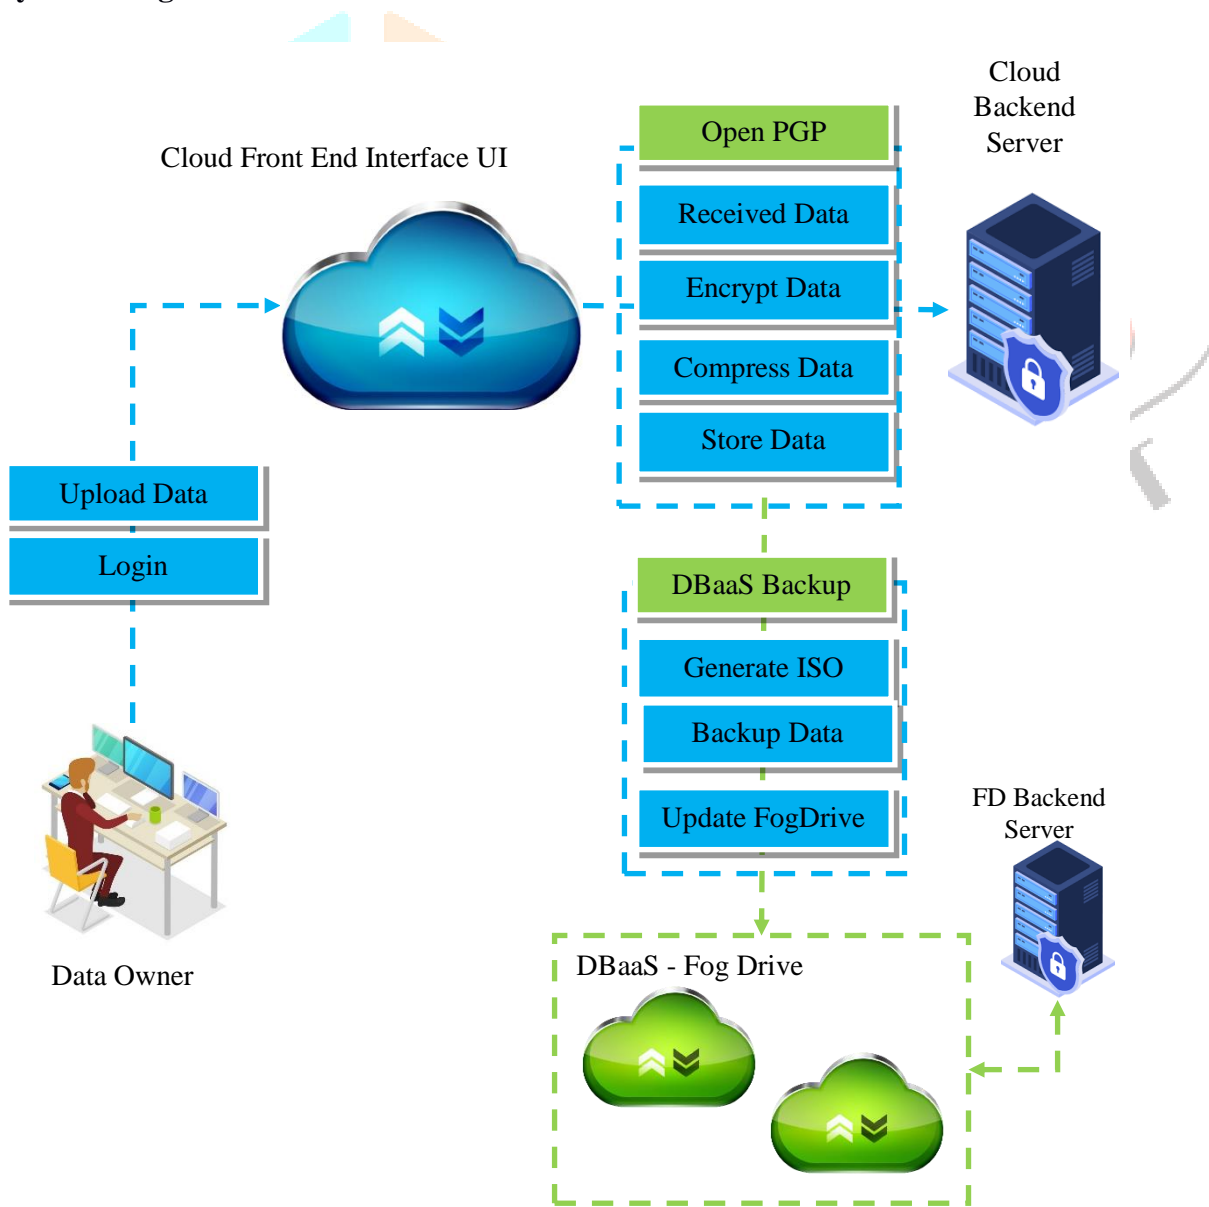 Cloud
Backend
Server
Open PGP
Cloud Front End Interface UI
Received Data
Encrypt Data
Compress Data
Store Data
Upload Data
Login
DBaaS Backup
Generate ISO
Backup Data
Update FogDrive
FD Backend
Server
Data Owner
DBaaS - Fog Drive